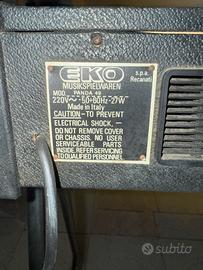 EKO
s.p.a.
Recanati
MUSIKSPIELWAREN
MOD. PANDA 49
220V~ 50÷60Hz-27W
Made in Italy
CAUTION - TO PREVENT
ELECTRICAL SHOCK, -
DO NOT REMOVE COVER
OR CHASSIS. NO USER
SERVICEABLE PARTS
INSIDE. REFER SERVICING
TO QUALIFIED PERSONNEL
subito